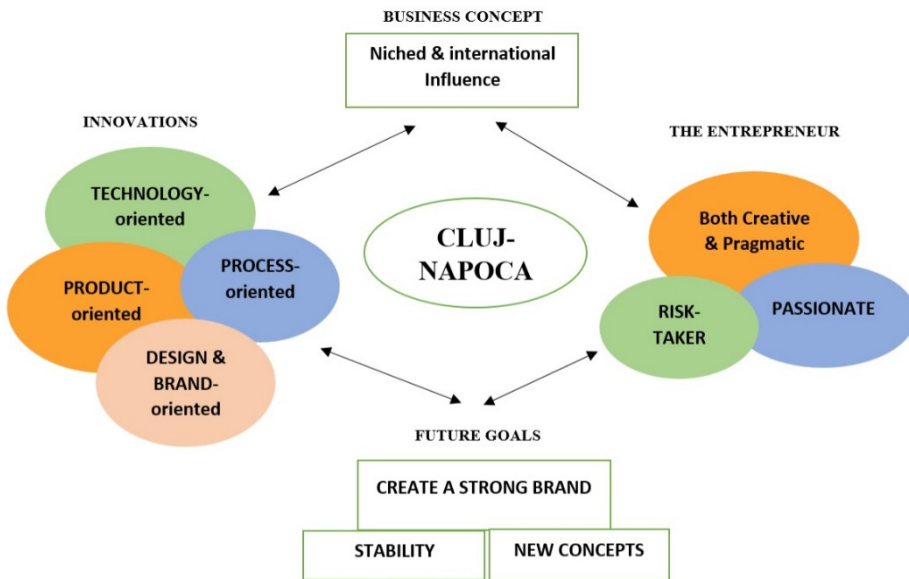 BUSINESS CONCEPT
Niched & international
Influence
INNOVATIONS
TECHNOLOGY-
oriented
PROCESS-
oriented
PRODUCT-
oriented
DESIGN &
BRAND-
oriented
CLUJ-
NAPOCA
THE ENTREPRENEUR
Both Creative
& Pragmatic
RISK-
TAKER
PASSIONATE
FUTURE GOALS
CREATE A STRONG BRAND
STABILITY
NEW CONCEPTS